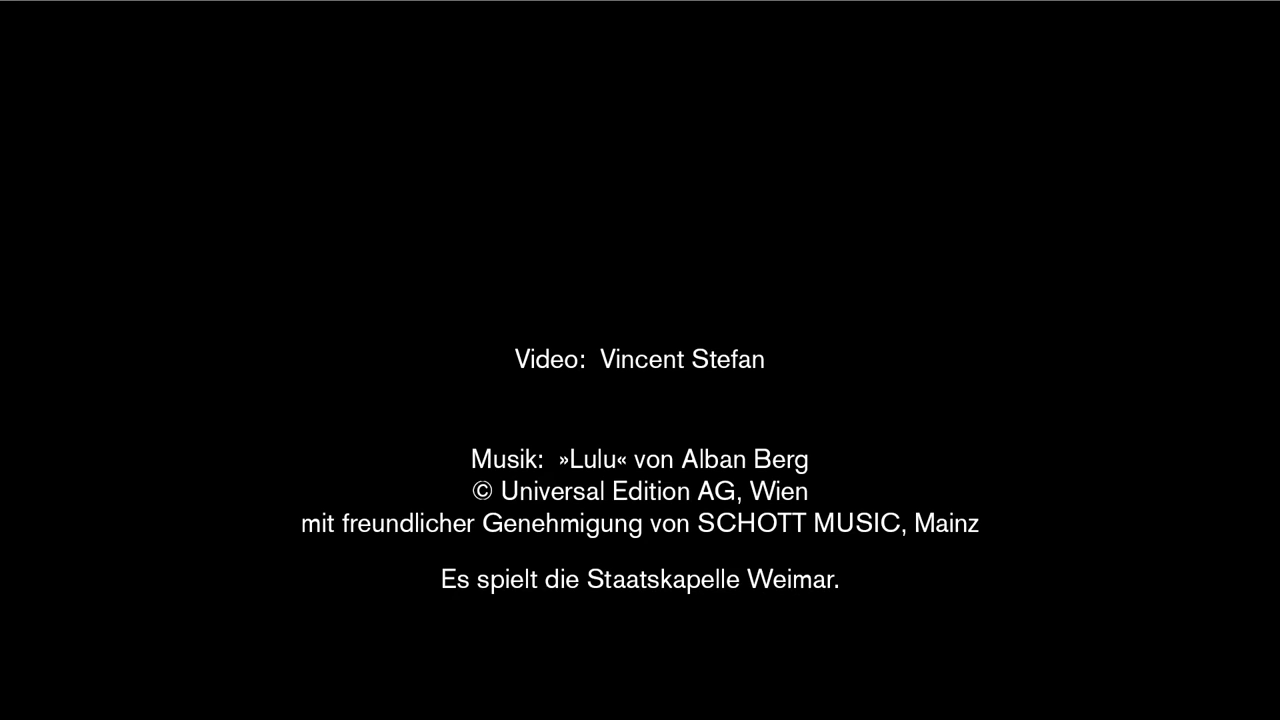 Video:  Vincent Stefan
Musik:  »Lulu« von Alban Berg
© Universal Edition AG, Wien
mit freundlicher Genehmigung von SCHOTT MUSIC, Mainz
Es spielt die Staatskapelle Weimar.